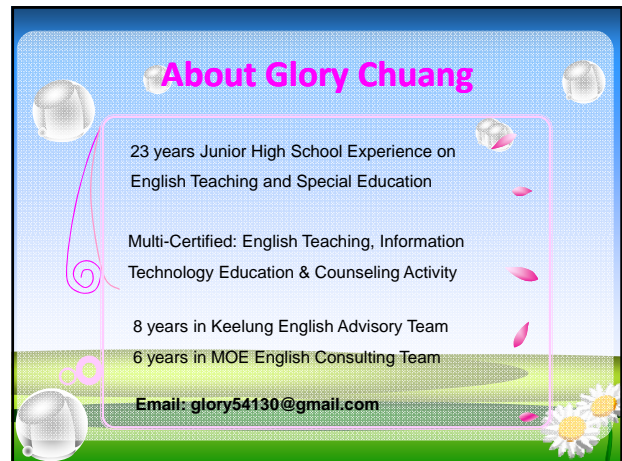 About Glory Chuang
23 years Junior High School Experience on
English Teaching and Special Education
Multi-Certified: English Teaching, Information
Technology Education & Counseling Activity
8 years in Keelung English Advisory Team
6 years in MOE English Consulting Team
Email: glory54130@gmail.com